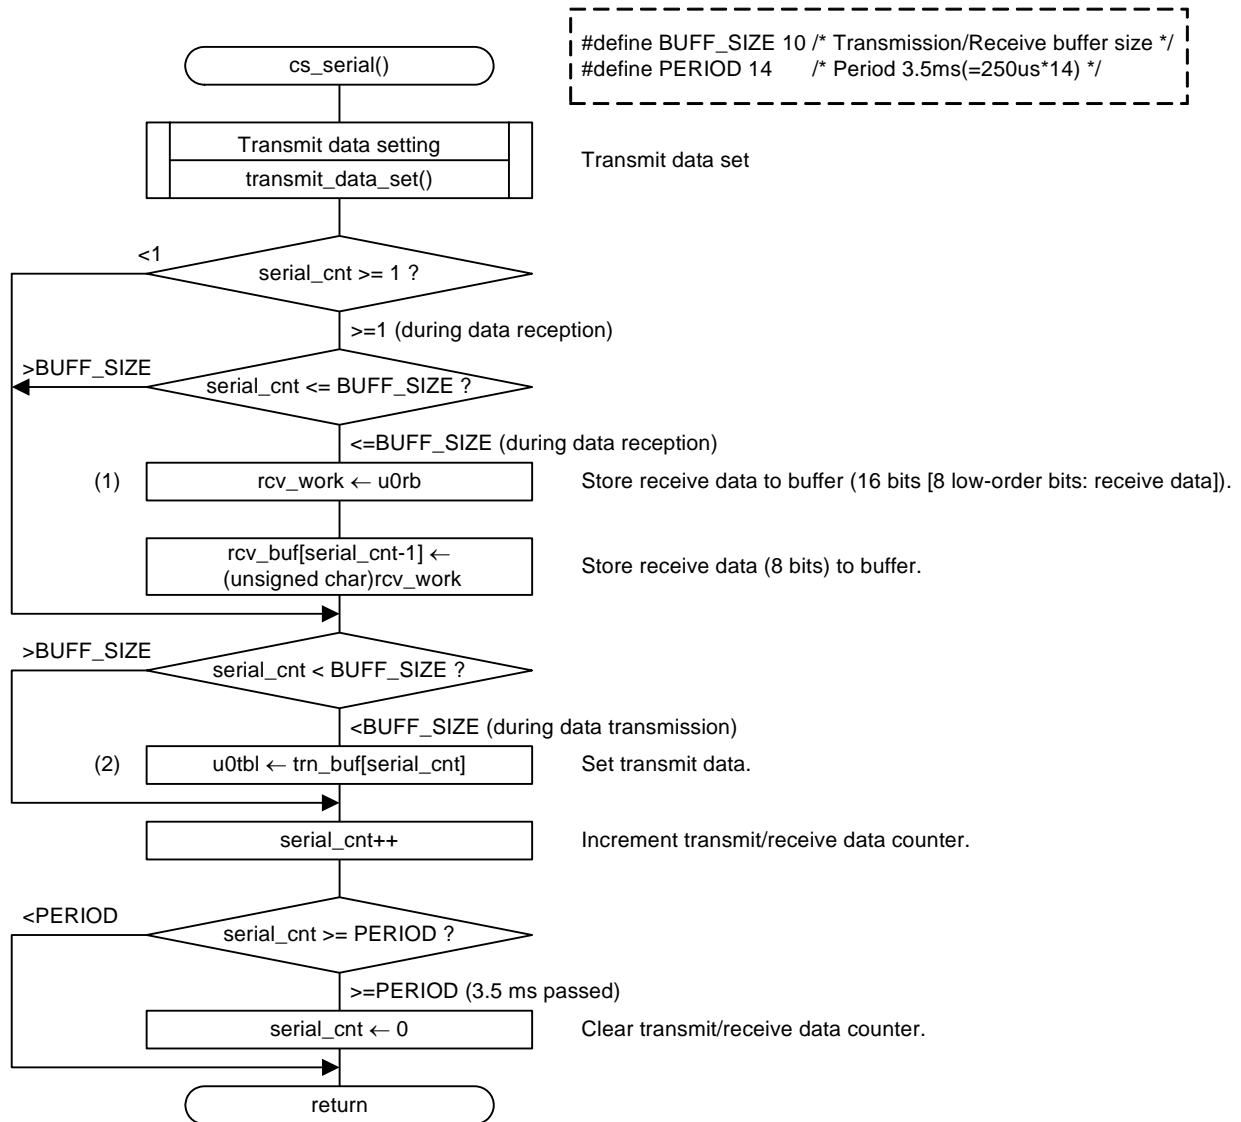 #define BUFF_SIZE 10 /* Transmission/Receive buffer size */
#define PERIOD 14 /* Period 3.5ms(=250us*14) */
cs_serial()
Transmit data setting
transmit_data_set()
Transmit data set
<1
serial_cnt >= 1 ?
>=1 (during data reception)
>BUFF_SIZE
serial_cnt <= BUFF_SIZE ?
<=BUFF_SIZE (during data reception)
(1)
rcv_work ← u0rb
Store receive data to buffer (16 bits [8 low-order bits: receive data]).
rcv_buf[serial_cnt-1] ←
(unsigned char)rcv_work
Store receive data (8 bits) to buffer.
>BUFF_SIZE
serial_cnt < BUFF_SIZE ?
<BUFF_SIZE (during data transmission)
(2)
u0tbl ← trn_buf[serial_cnt]
Set transmit data.
serial_cnt++
Increment transmit/receive data counter.
<PERIOD
serial_cnt >= PERIOD ?
>=PERIOD (3.5 ms passed)
serial_cnt ← 0
Clear transmit/receive data counter.
return